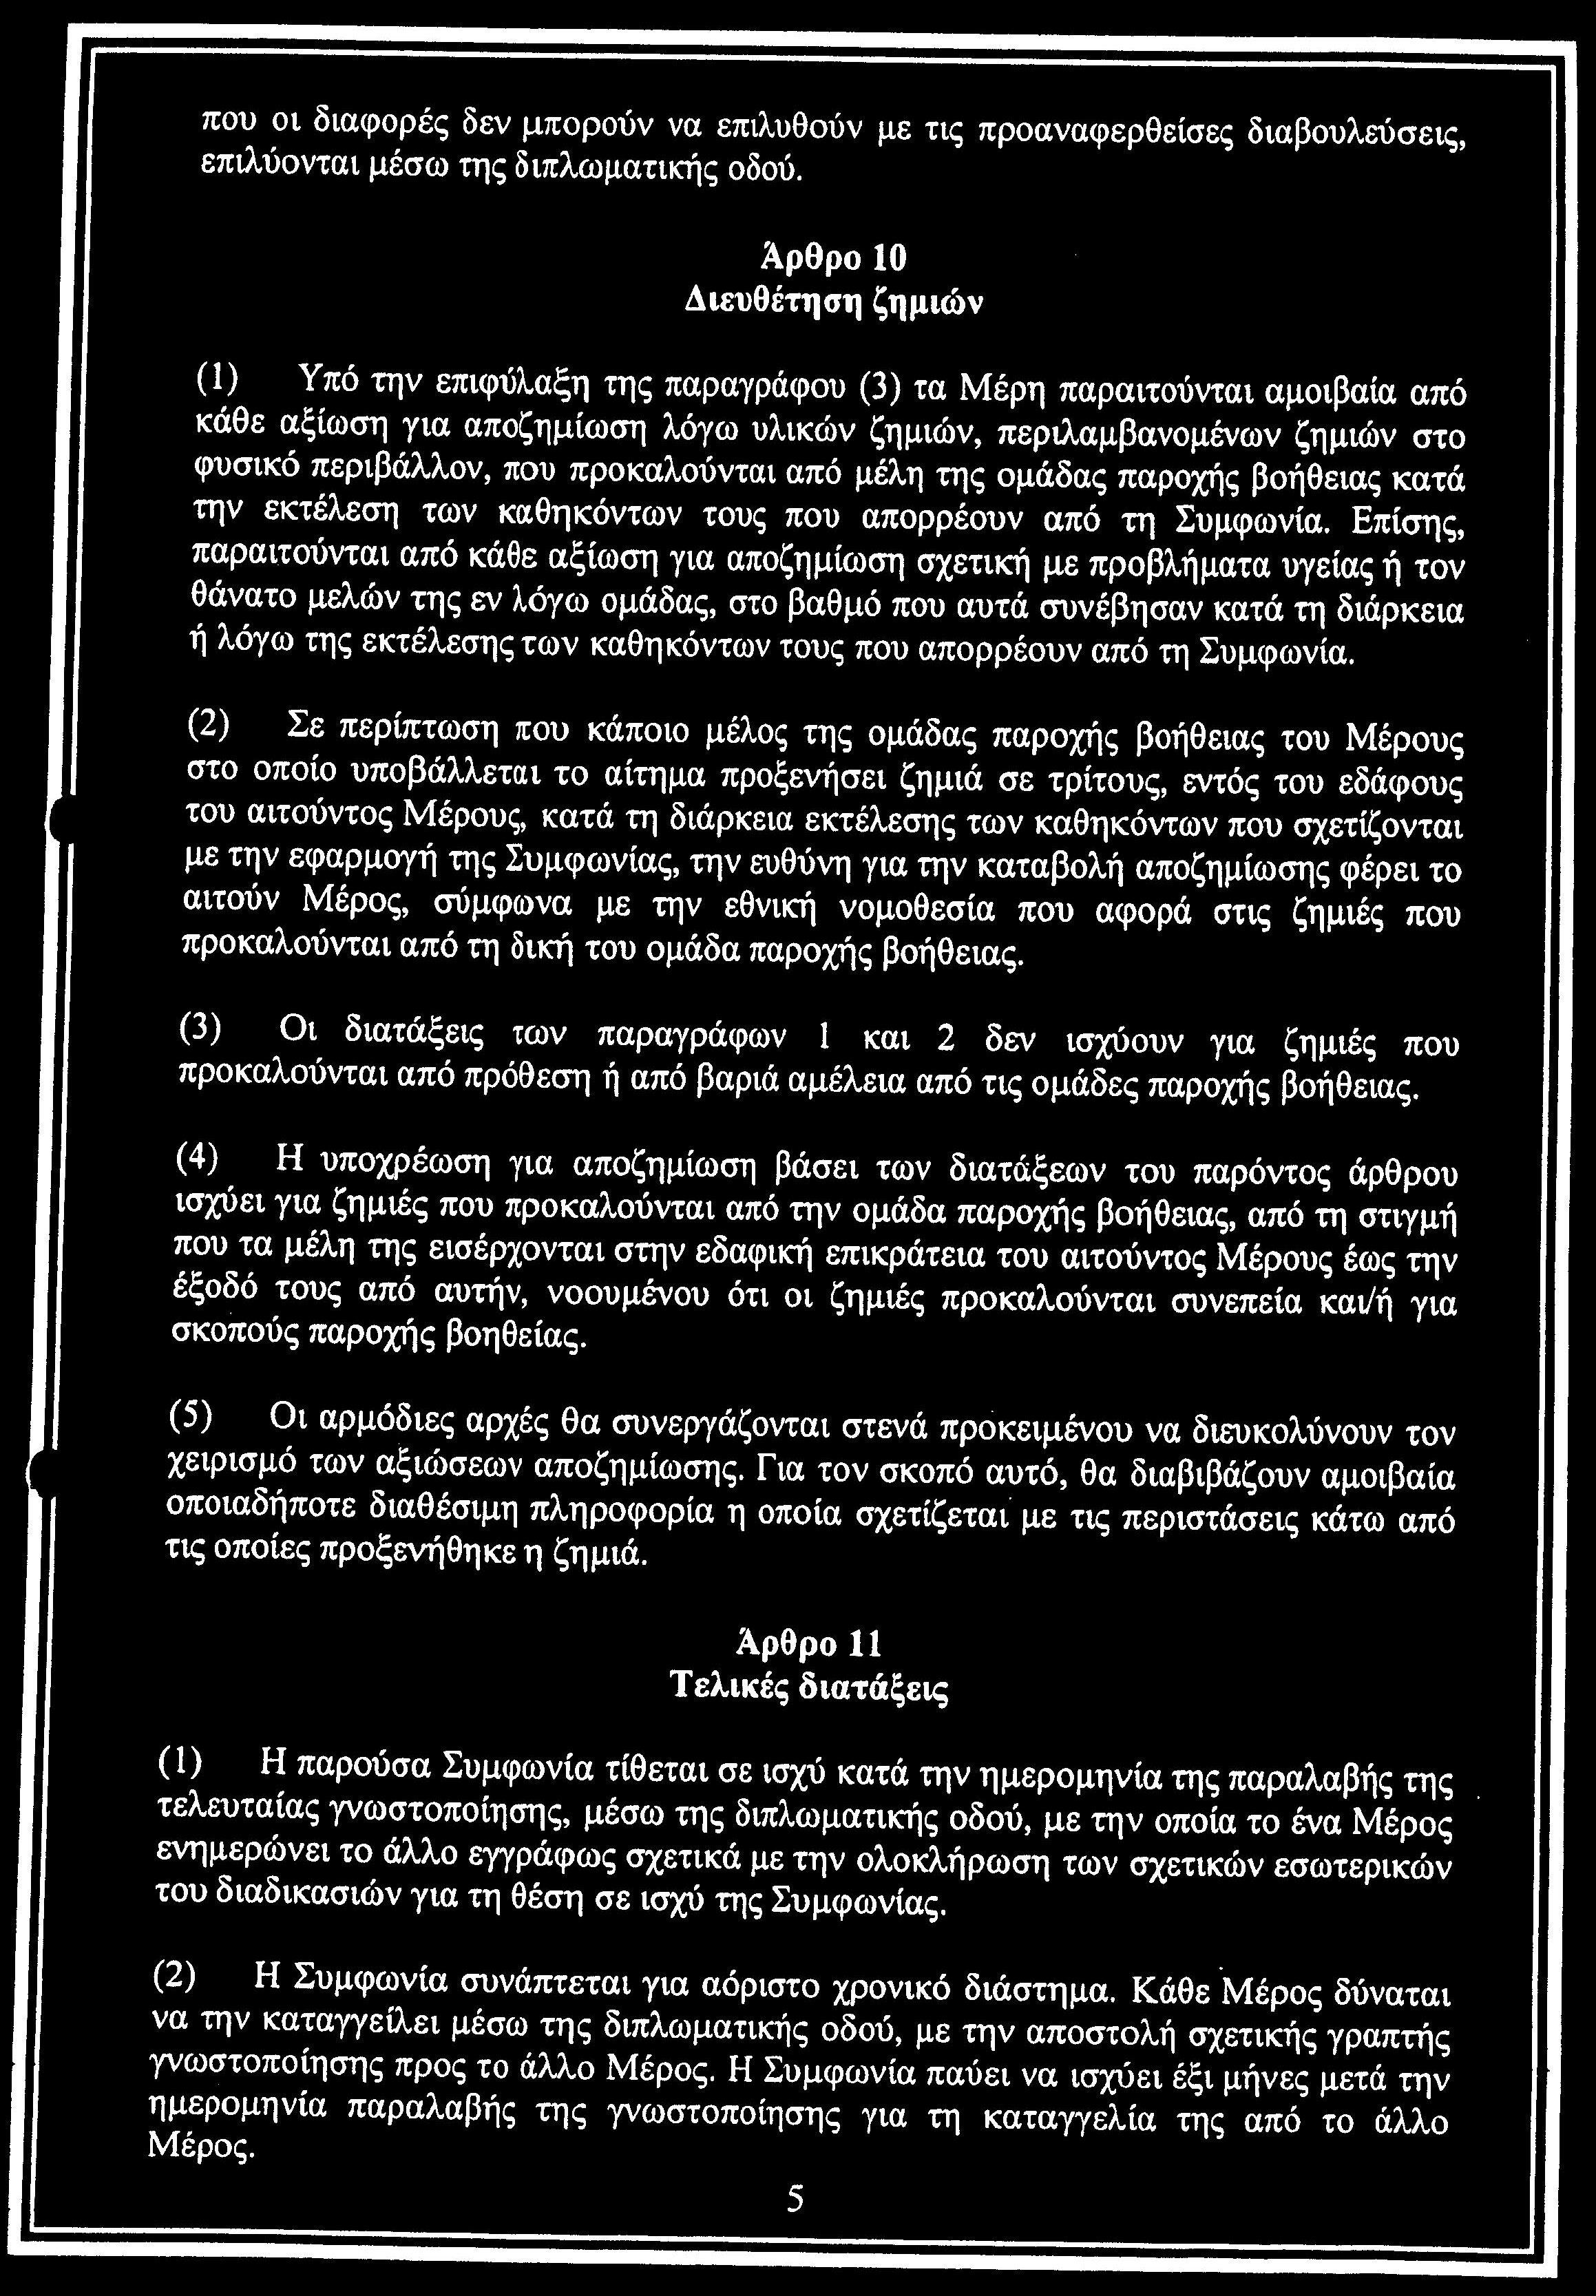 που οι διαφορές δεν μπορούν να επιλυθούν με τις προαναφερθείσες διαβουλεύσεις,
επιλύονται μέσω της διπλωματικής οδού.
Άρθρο 10
Διευθέτηση ζημιών
(1) Υπό την επιφύλαξη της παραγράφου (3) τα Μέρη παραιτούνται αμοιβαία από
κάθε αξίωση για αποζημίωση λόγω υλικών ζημιών, περιλαμβανομένων ζημιών στο
φυσικό περιβάλλον, που προκαλούνται από μέλη της ομάδας παροχής βοήθειας κατά
την εκτέλεση των καθηκόντων τους που απορρέουν από τη Συμφωνία. Επίσης,
παραιτούνται από κάθε αξίωση για αποζημίωση σχετική με προβλήματα υγείας ή τον
θάνατο μελών της εν λόγω ομάδας, στο βαθμό που αυτά συνέβησαν κατά τη διάρκεια
ή λόγω της εκτέλεσης των καθηκόντων τους που απορρέουν από τη Συμφωνία.
(2) Σε περίπτωση που κάποιο μέλος της ομάδας παροχής βοήθειας του Μέρους
στο οποίο υποβάλλεται το αίτημα προξενήσει ζημιά σε τρίτους, εντός του εδάφους
του αιτούντος Μέρους, κατά τη διάρκεια εκτέλεσης των καθηκόντων που σχετίζονται
με την εφαρμογή της Συμφωνίας, την ευθύνη για την καταβολή αποζημίωσης φέρει το
αιτούν Μέρος, σύμφωνα με την εθνική νομοθεσία που αφορά στις ζημιές που
προκαλούνται από τη δική του ομάδα παροχής βοήθειας.
(3) Οι διατάξεις των παραγράφων 1 και 2 δεν ισχύουν για ζημιές που
προκαλούνται από πρόθεση ή από βαριά αμέλεια από τις ομάδες παροχής βοήθειας.
(4) Η υποχρέωση για αποζημίωση βάσει των διατάξεων του παρόντος άρθρου
ισχύει για ζημιές που προκαλούνται από την ομάδα παροχής βοήθειας, από τη στιγμή
που τα μέλη της εισέρχονται στην εδαφική επικράτεια του αιτούντος Μέρους έως την
έξοδό τους από αυτήν, νοουμένου ότι οι ζημιές προκαλούνται συνεπεία και/ή για
σκοπούς παροχής βοηθείας.
(5) Οι αρμόδιες αρχές θα συνεργάζονται στενά προκειμένου να διευκολύνουν τον
χειρισμό των αξιώσεων αποζημίωσης. Για τον σκοπό αυτό, θα διαβιβάζουν αμοιβαία
οποιαδήποτε διαθέσιμη πληροφορία η οποία σχετίζεται με τις περιστάσεις κάτω από
τις οποίες προξενήθηκε η ζημιά.
Άρθρο 11
Τελικές διατάξεις
(1) Η παρούσα Συμφωνία τίθεται σε ισχύ κατά την ημερομηνία της παραλαβής της
τελευταίας γνωστοποίησης, μέσω της διπλωματικής οδού, με την οποία το ένα Μέρος
ενημερώνει το άλλο εγγράφως σχετικά με την ολοκλήρωση των σχετικών εσωτερικών
του διαδικασιών για τη θέση σε ισχύ της Συμφωνίας.
(2) Η Συμφωνία συνάπτεται για αόριστο χρονικό διάστημα. Κάθε Μέρος δύναται
να την καταγγείλει μέσω της διπλωματικής οδού, με την αποστολή σχετικής γραπτής
γνωστοποίησης προς το άλλο Μέρος. Η Συμφωνία παύει να ισχύει έξι μήνες μετά την
ημερομηνία παραλαβής της γνωστοποίησης για τη καταγγελία της από το άλλο
Μέρος.
5